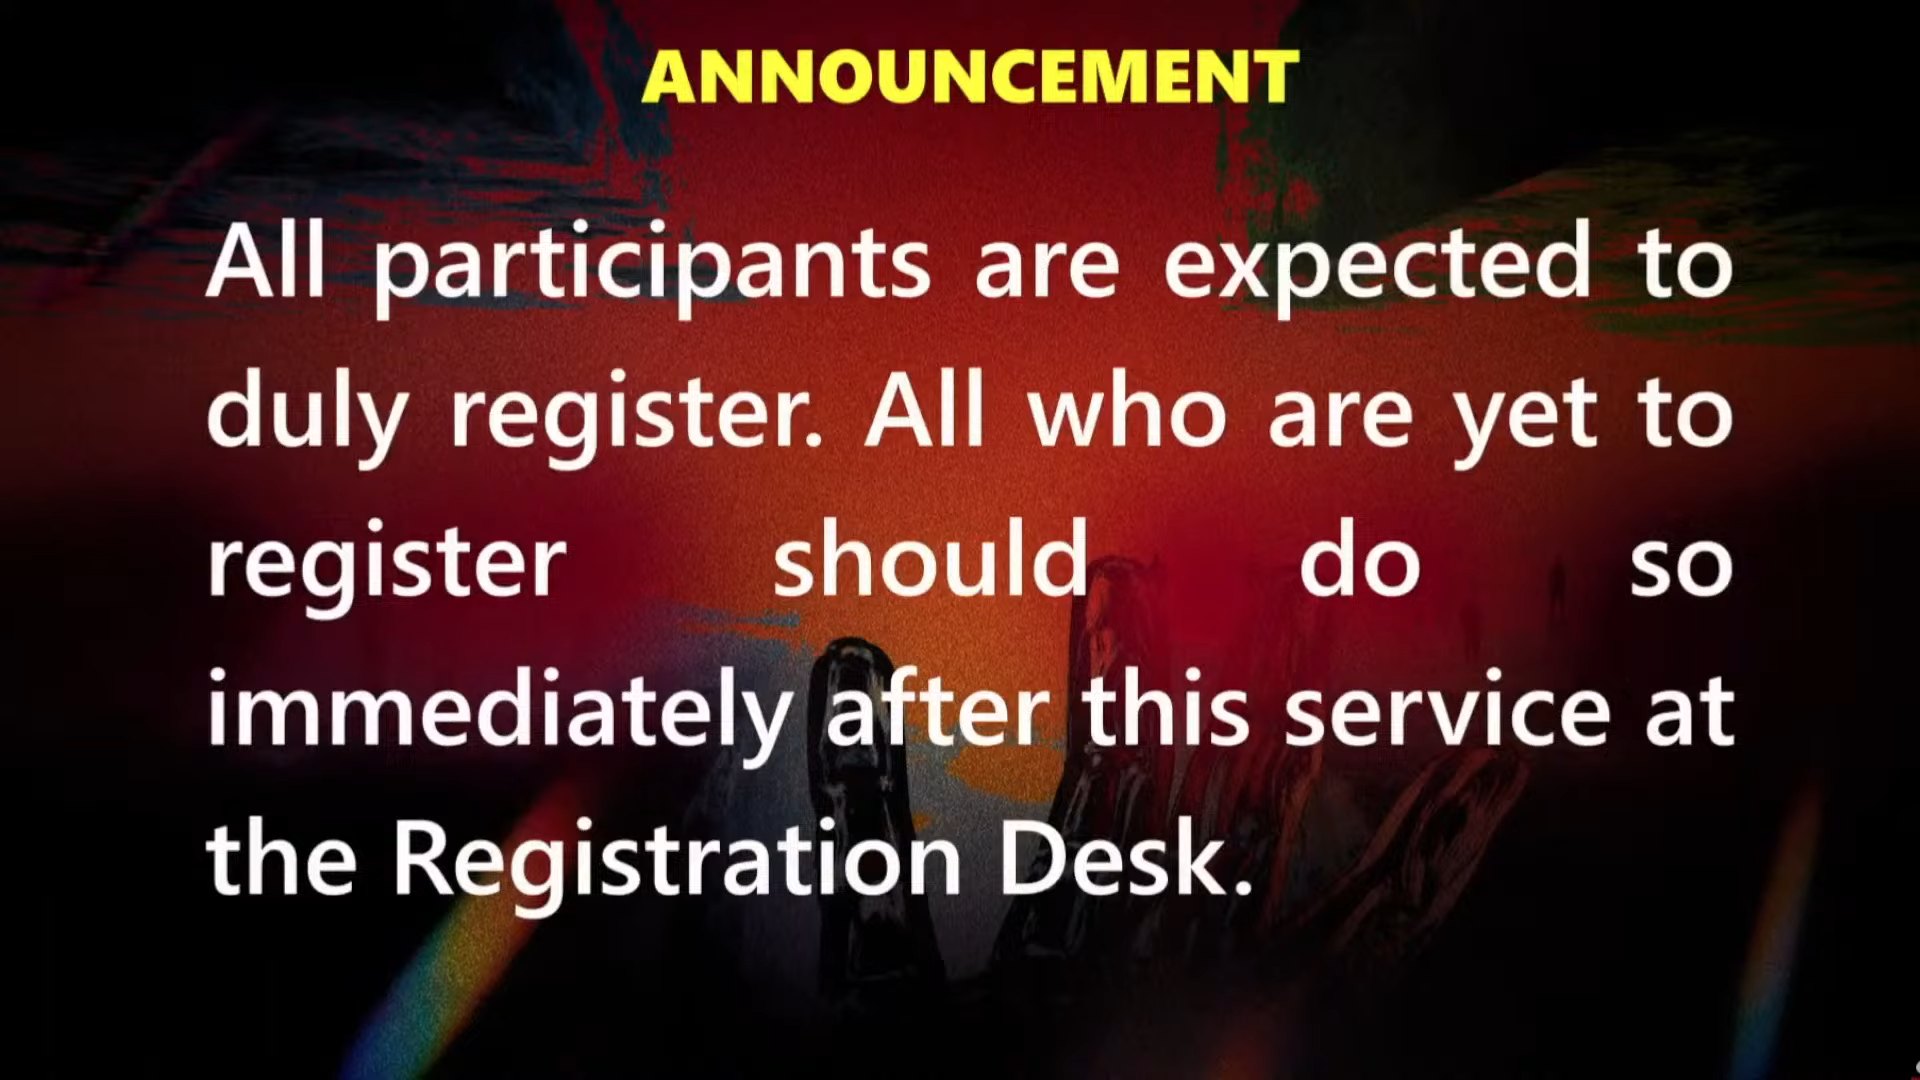 ANNOUNCEMENT
All participants are expected to
duly register. All who are yet to
register should do so
immediately after this service at
the Registration Desk.